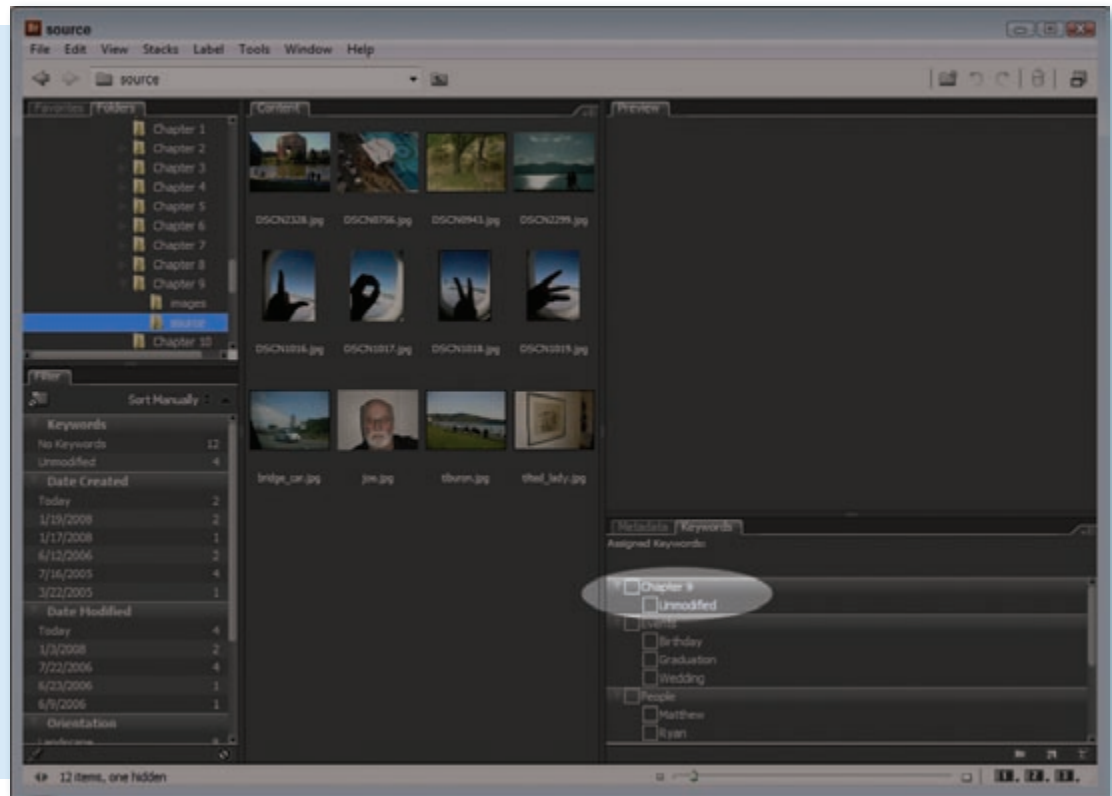 Br source
File Edit View Stacks Label Tools Window Help
source
Favorites Folders
Chapter 1
Chapter 2
Chapter 3
Chapter 4
Chapter 5
Chapter 6
Chapter 7
Chapter 8
Chapter 9
images
source
Chapter 10
Filter
Sort Manually
Keywords
No Keywords 12
Unmodified 4
Date Created
Today 2
1/19/2008 2
1/17/2008 1
6/12/2006 2
7/16/2005 4
3/22/2005 1
Date Modified
Today 4
1/3/2008 2
7/22/2006 4
6/23/2006 1
6/9/2006 1
Orientation
Landscape
Content
DSCN2328.jpg DSCN0756.jpg DSCN0943.jpg DSCN2299.jpg
DSCN1016.jpg DSCN1017.jpg DSCN1018.jpg DSCN1019.jpg
bridge_car.jpg joe.jpg tiburon.jpg tilted_lady.jpg
Preview
Metadata Keywords
Assigned Keywords:
Chapter 9
Unmodified
Events
Birthday
Graduation
Wedding
People
Matthew
Ryan
12 items, one hidden
1 2 3